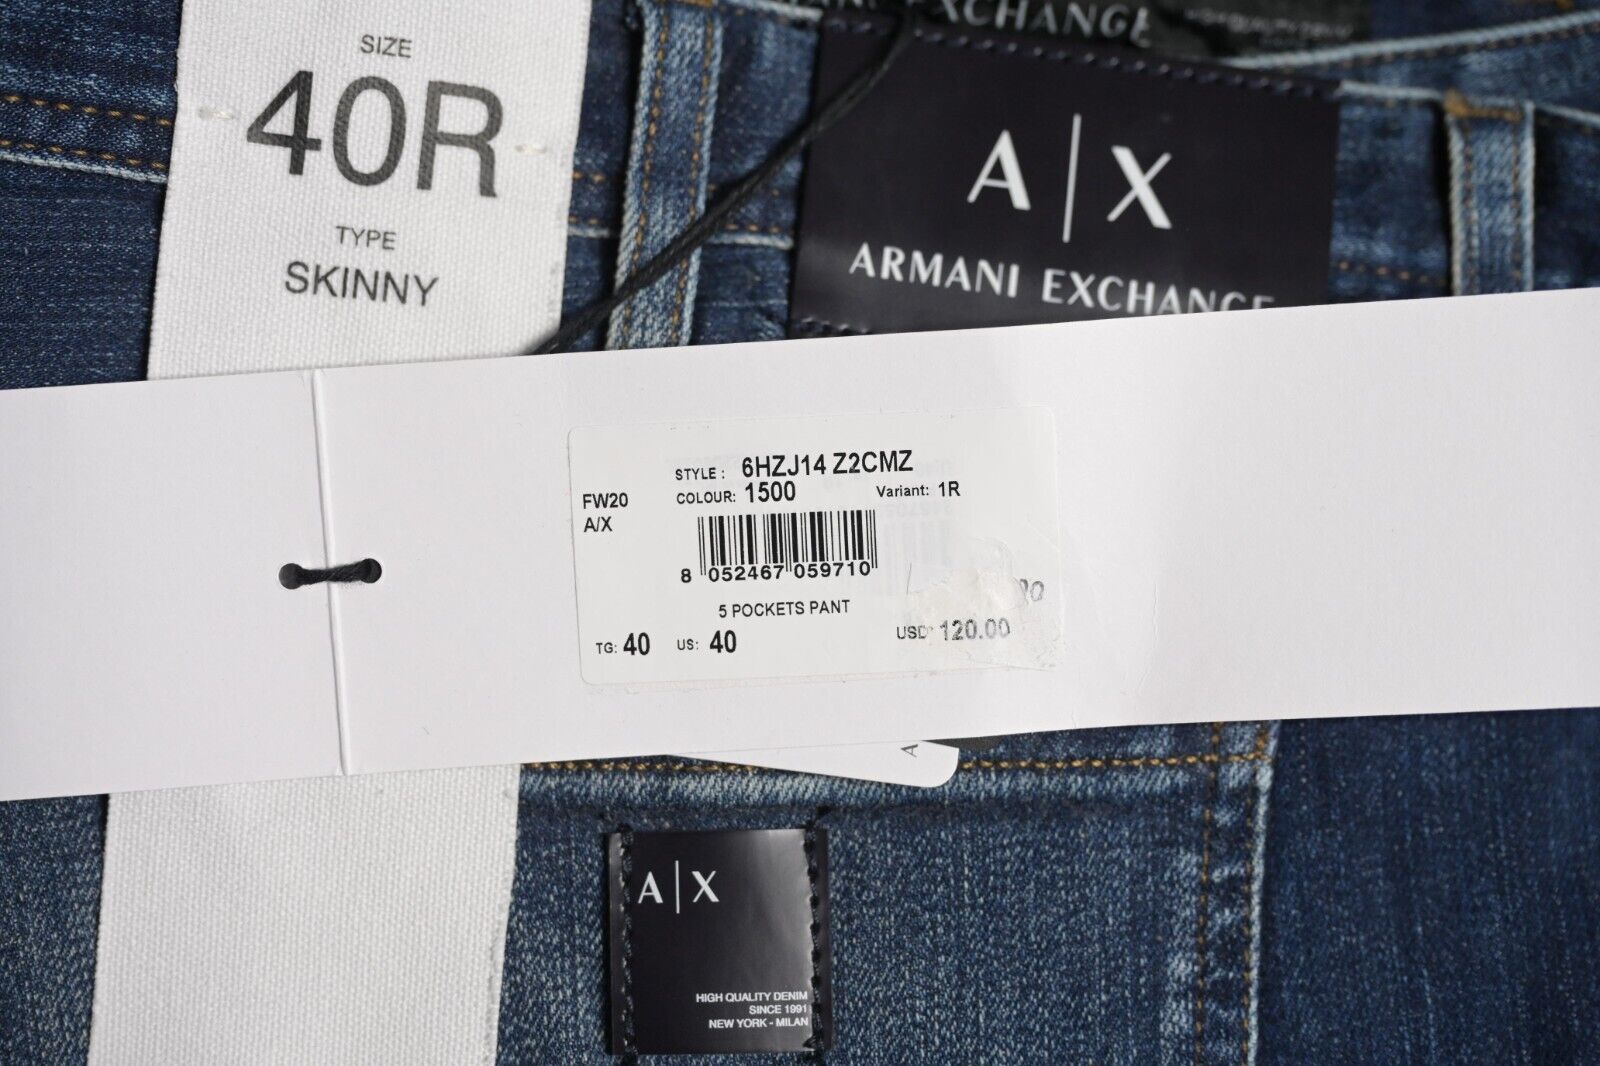 EXCHANGE
SIZE
40R
TYPE
SKINNY
A|X
ARMANI EXCHANGE
STYLE : 6HZJ14 Z2CMZ
FW20 COLOUR: 1500 Variant: 1R
A/X
8 052467 059710
5 POCKETS PANT
TG: 40 US: 40 USD 120.00
A
A|X
HIGH QUALITY DENIM
SINCE 1991
NEW YORK - MILAN